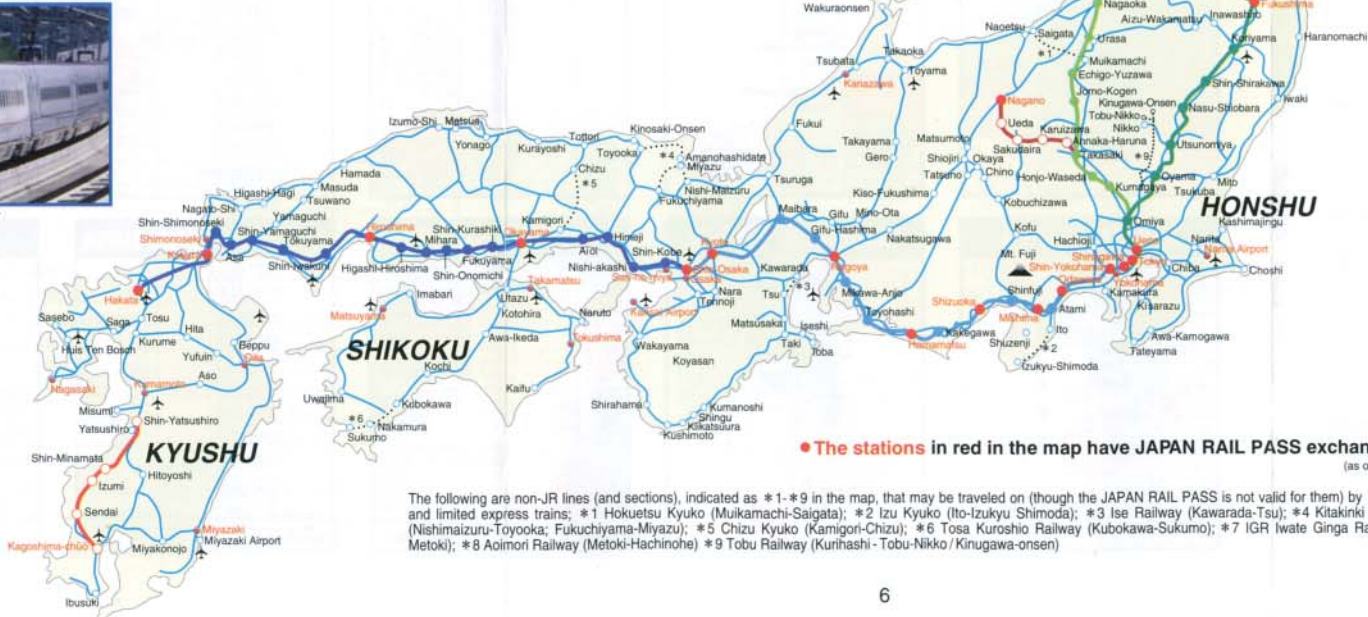 Wakuraonsen
Nagaoka
Fukushima
Aizu-Wakamatsu
Inawashiro
Naoetsu
Saigata
Koriyama
Haranomachi
Urasa
*1
Takaoka
Tsubata
Toyama
Muikamachi
Kanazawa
Echigo-Yuzawa
Shin-Shirakawa
Nagano
Jomo-Kogen
Kinugawa-Onsen
Iwaki
Tobu-Nikko
Nasu-Shiobara
Izumo-Shi
Matsue
Kinosaki-Onsen
Fukui
Ueda
Nikko
Yonago
Tottori
Takayama
Matsumoto
Karuizawa
Annaka-Haruna
Utsunomiya
Kurayoshi
Toyooka
*4
Amanohashidate
Gero
Sakudaira
Takasaki
*9
Miyazu
Shiojiri
Okaya
Hamada
Chizu
Tsuruga
Tatsuno
Chino
Honjo-Waseda
Oyama
*5
Nishi-Maizuru
Kiso-Fukushima
Kumagaya
Tsukuba
Mito
Higashi-Hagi
Masuda
Fukuchiyama
Kobuchizawa
HONSHU
Nagato-Shi
Tsuwano
Maibara
Gifu
Mino-Ota
Omiya
Kashimajingu
Shin-Shimonoseki
Yamaguchi
Kamigori
Gifu-Hashima
Kofu
Shin-Yamaguchi
Hiroshima
Shin-Kurashiki
Okayama
Himeji
Kyoto
Nakatsugawa
Hachioji
Ueno
Narita
Shimonoseki
Tokuyama
Mihara
Shin-Kobe
Mt. Fuji
Shinagawa
Tokyo
Narita Airport
Kokura
Asa
Fukuyama
Aioi
Shin-Osaka
Kawarada
Nagoya
Shin-Yokohama
Chiba
Choshi
Shin-Iwakuni
Higashi-Hiroshima
Shin-Onomichi
Nishi-akashi
Osaka
*3
Shinfuji
Odawara
Yokohama
Hakata
Takamatsu
Nara
Tsu
Mikawa-Anjo
Shizuoka
Kamakura
Imabari
Utazu
Kansai Airport
Tennoji
Toyohashi
Mishima
Atami
Kisarazu
Sasebo
Tosu
Matsuyama
Kotohira
Naruto
Matsusaka
Iseshi
Kakegawa
Ito
Saga
Hita
Kurume
Beppu
Awa-Ikeda
Tokushima
Wakayama
Taki
Toba
Hamamatsu
Shuzenji
*2
Awa-Kamogawa
Huis Ten Bosch
Yufuin
Oita
SHIKOKU
Koyasan
Tateyama
Kochi
Izukyu-Shimoda
Nagasaki
Kumamoto
Aso
Kaifu
Uwajima
Kubokawa
Shirahama
Kumanoshi
Misumi
Shin-Yatsushiro
*6
Nakamura
Shingu
Yatsushiro
Sukumo
Kiikatsuura
Kushimoto
KYUSHU
Shin-Minamata
Hitoyoshi
Izumi
Sendai
Miyazaki
Kagoshima-chuo
Miyakonojo
Miyazaki Airport
Ibusuki
The stations in red in the map have JAPAN RAIL PASS exchan
(as o
The following are non-JR lines (and sections), indicated as *1-*9 in the map, that may be traveled on (though the JAPAN RAIL PASS is not valid for them) by
and limited express trains; *1 Hokuetsu Kyuko (Muikamachi-Saigata); *2 Izu Kyuko (Ito-Izukyu Shimoda); *3 Ise Railway (Kawarada-Tsu); *4 Kitakinki
(Nishimaizuru-Toyooka; Fukuchiyama-Miyazu); *5 Chizu Kyuko (Kamigori-Chizu); *6 Tosa Kuroshio Railway (Kubokawa-Sukumo); *7 IGR Iwate Ginga Ra
Metoki); *8 Aoimori Railway (Metoki-Hachinohe) *9 Tobu Railway (Kurihashi-Tobu-Nikko/Kinugawa-onsen)
6